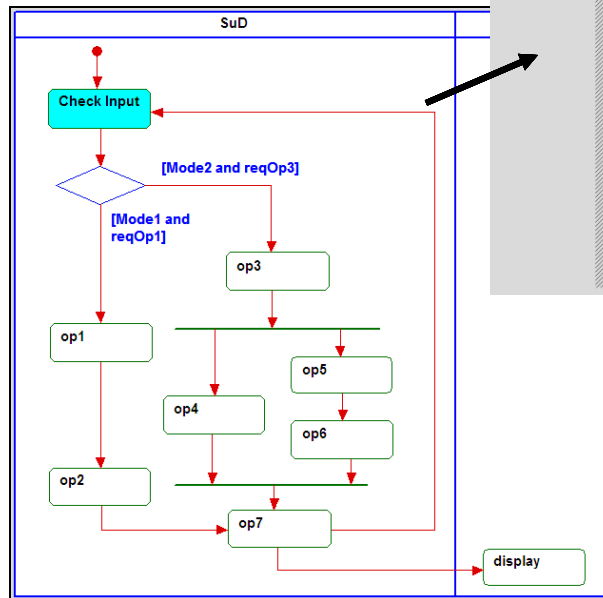 SuD
Check Input
[Mode2 and reqOp3]
[Mode1 and
reqOp1]
op3
op1
op5
op4
op6
op2
op7
display